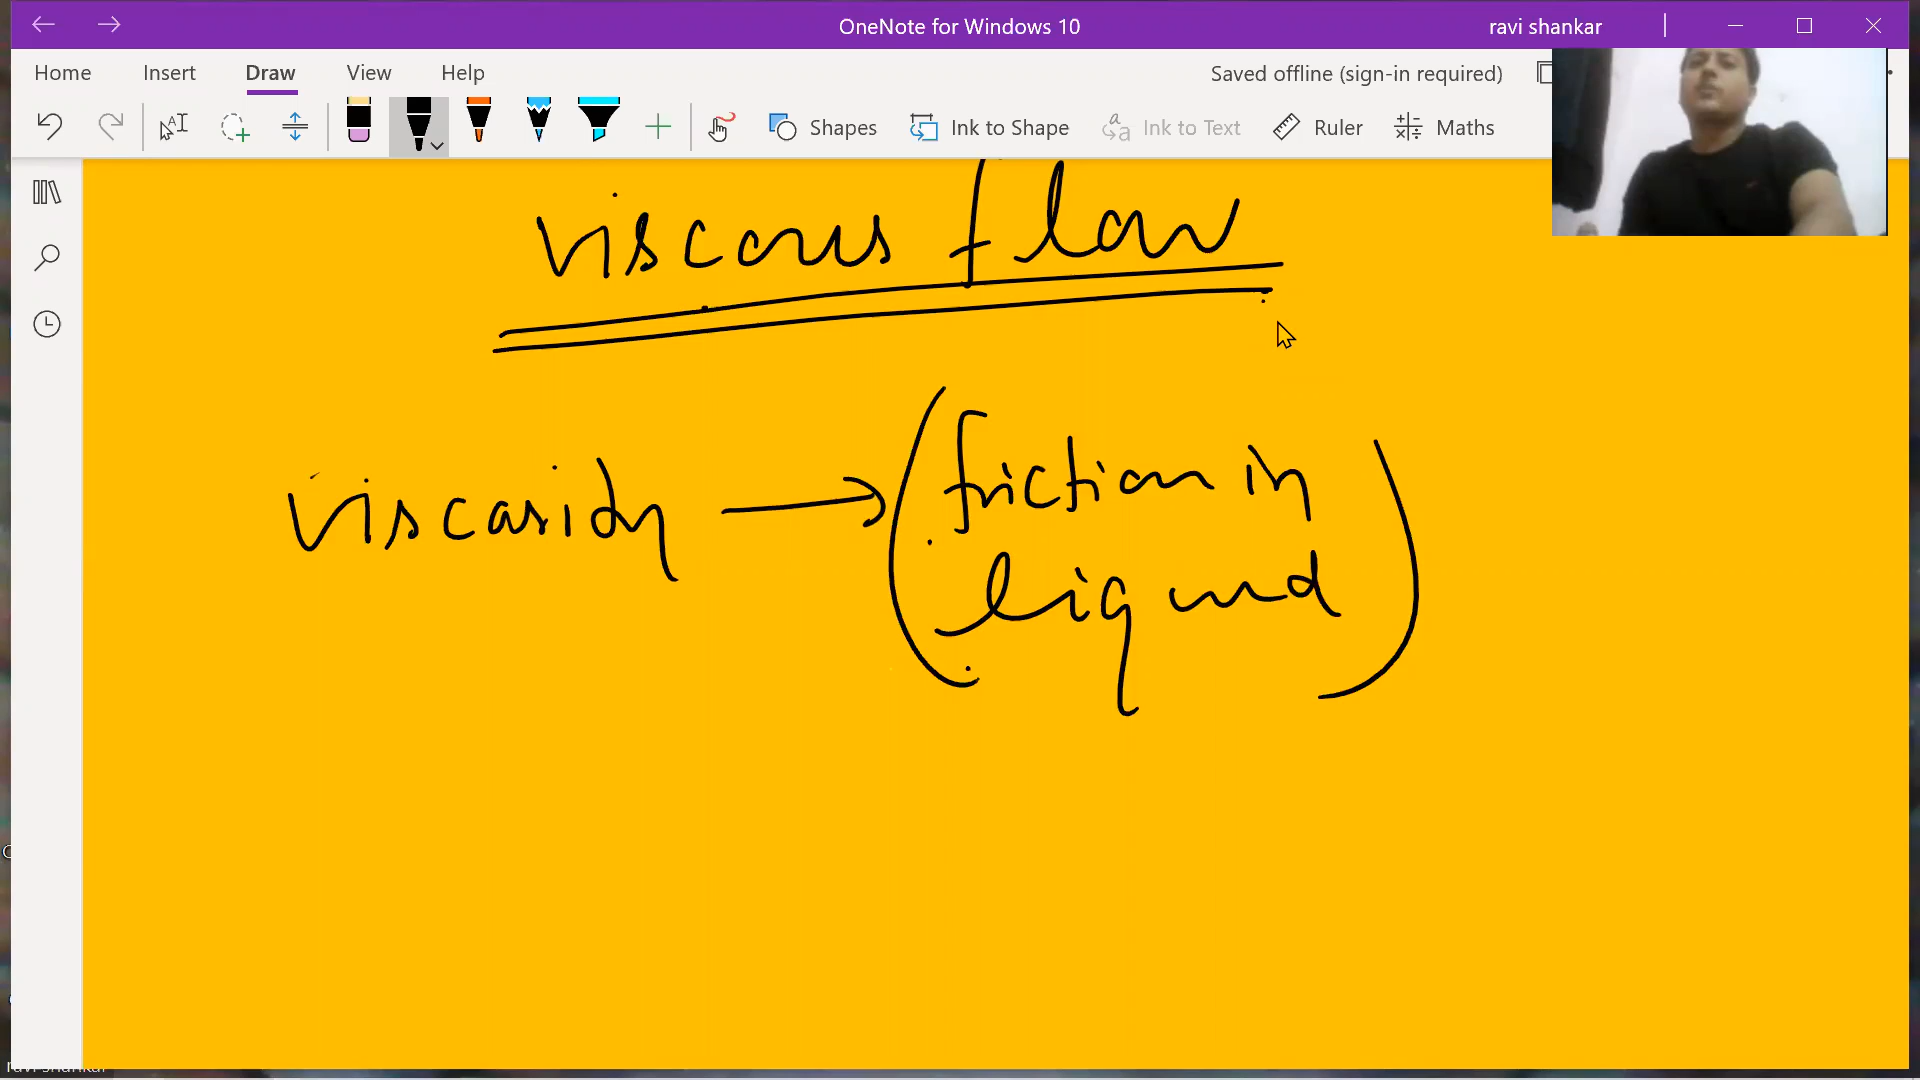 OneNote for Windows 10
ravi shankar
Home Insert Draw View Help
Saved offline (sign-in required)
Shapes Ink to Shape Ink to Text Ruler Maths
viscous flow
viscosity → (friction in
liquid)